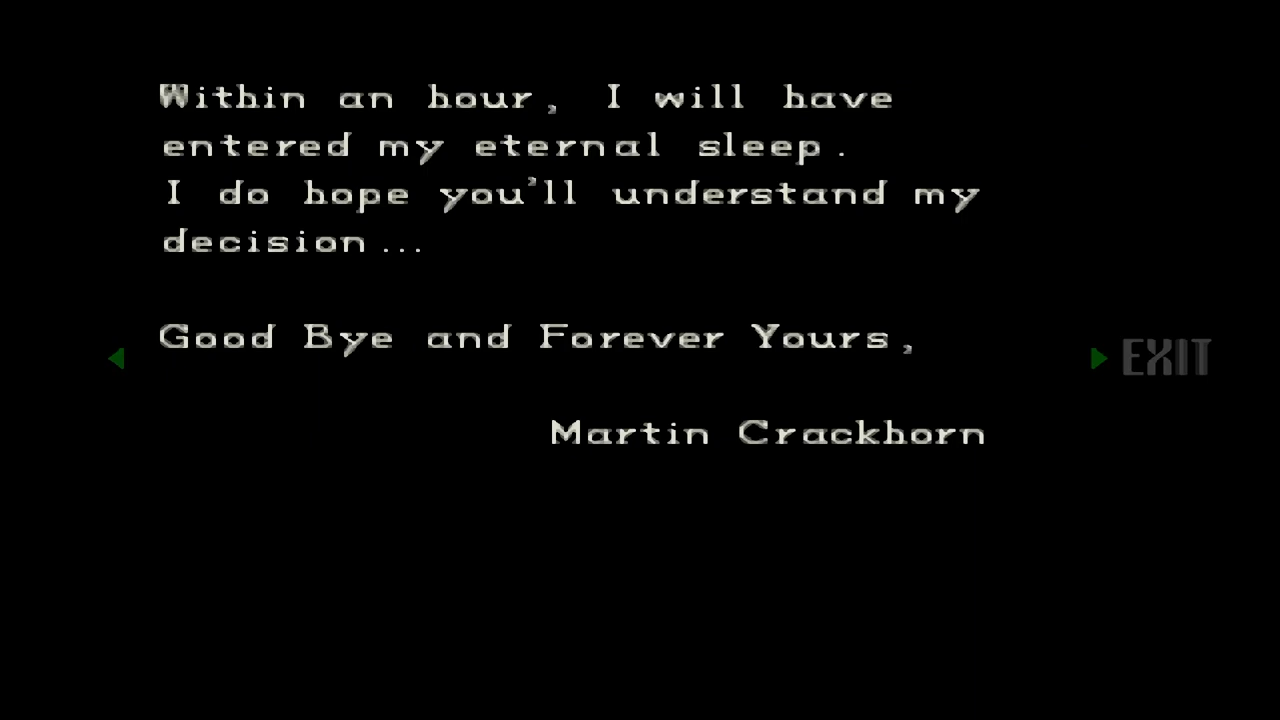 Within an hour, I will have
entered my eternal sleep.
I do hope you'll understand my
decision...
Good Bye and Forever Yours,
EXIT
Martin Crackhorn